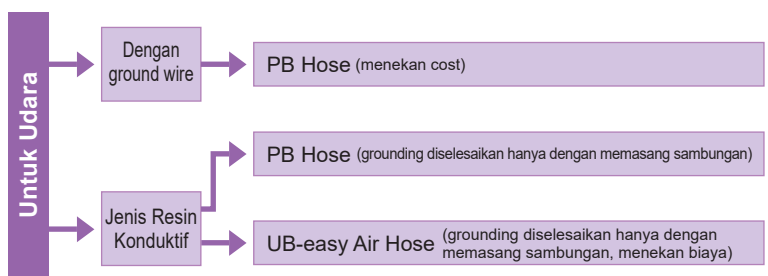 Untuk Udara
Dengan
ground wire
PB Hose (menekan cost)
Jenis Resin
Konduktif
PB Hose (grounding diselesaikan hanya dengan memasang sambungan)
UB-easy Air Hose (grounding diselesaikan hanya dengan
memasang sambungan, menekan biaya)